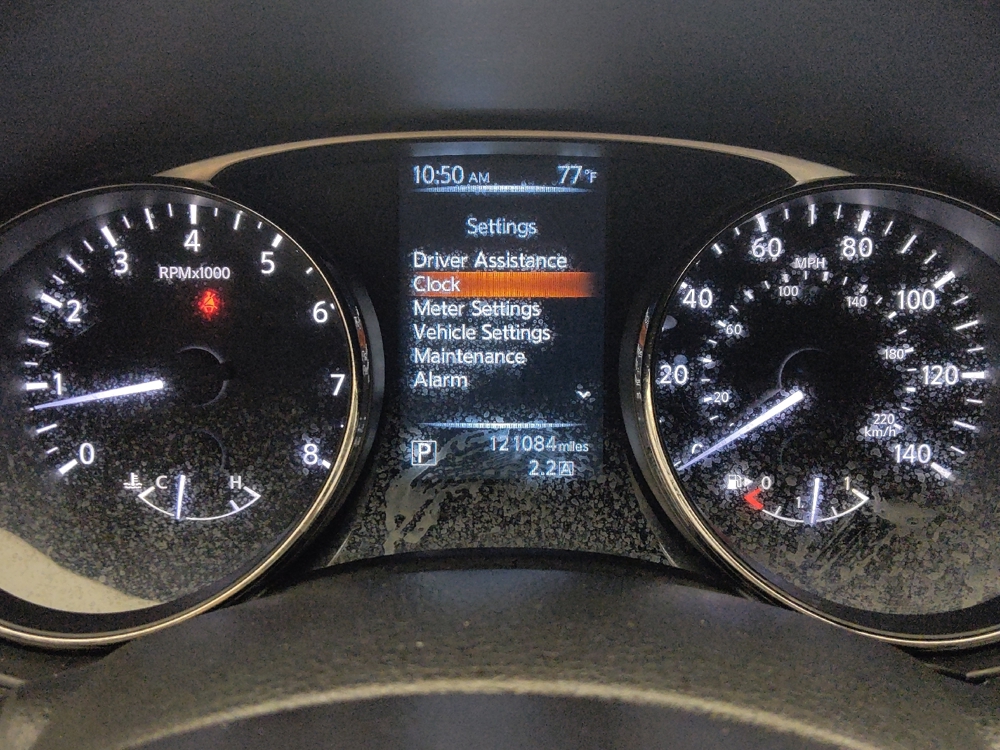 10:50 AM 77°F
Settings
Driver Assistance
Clock
Meter Settings
Vehicle Settings
Maintenance
Alarm
P 121084 miles
2.2 A
0 1 2 3 4 5 6 7 8
RPMx1000
C H
0 20 40 60 80 100 120 140
MPH
20 60 100 140 180 220
km/h
0 1 1